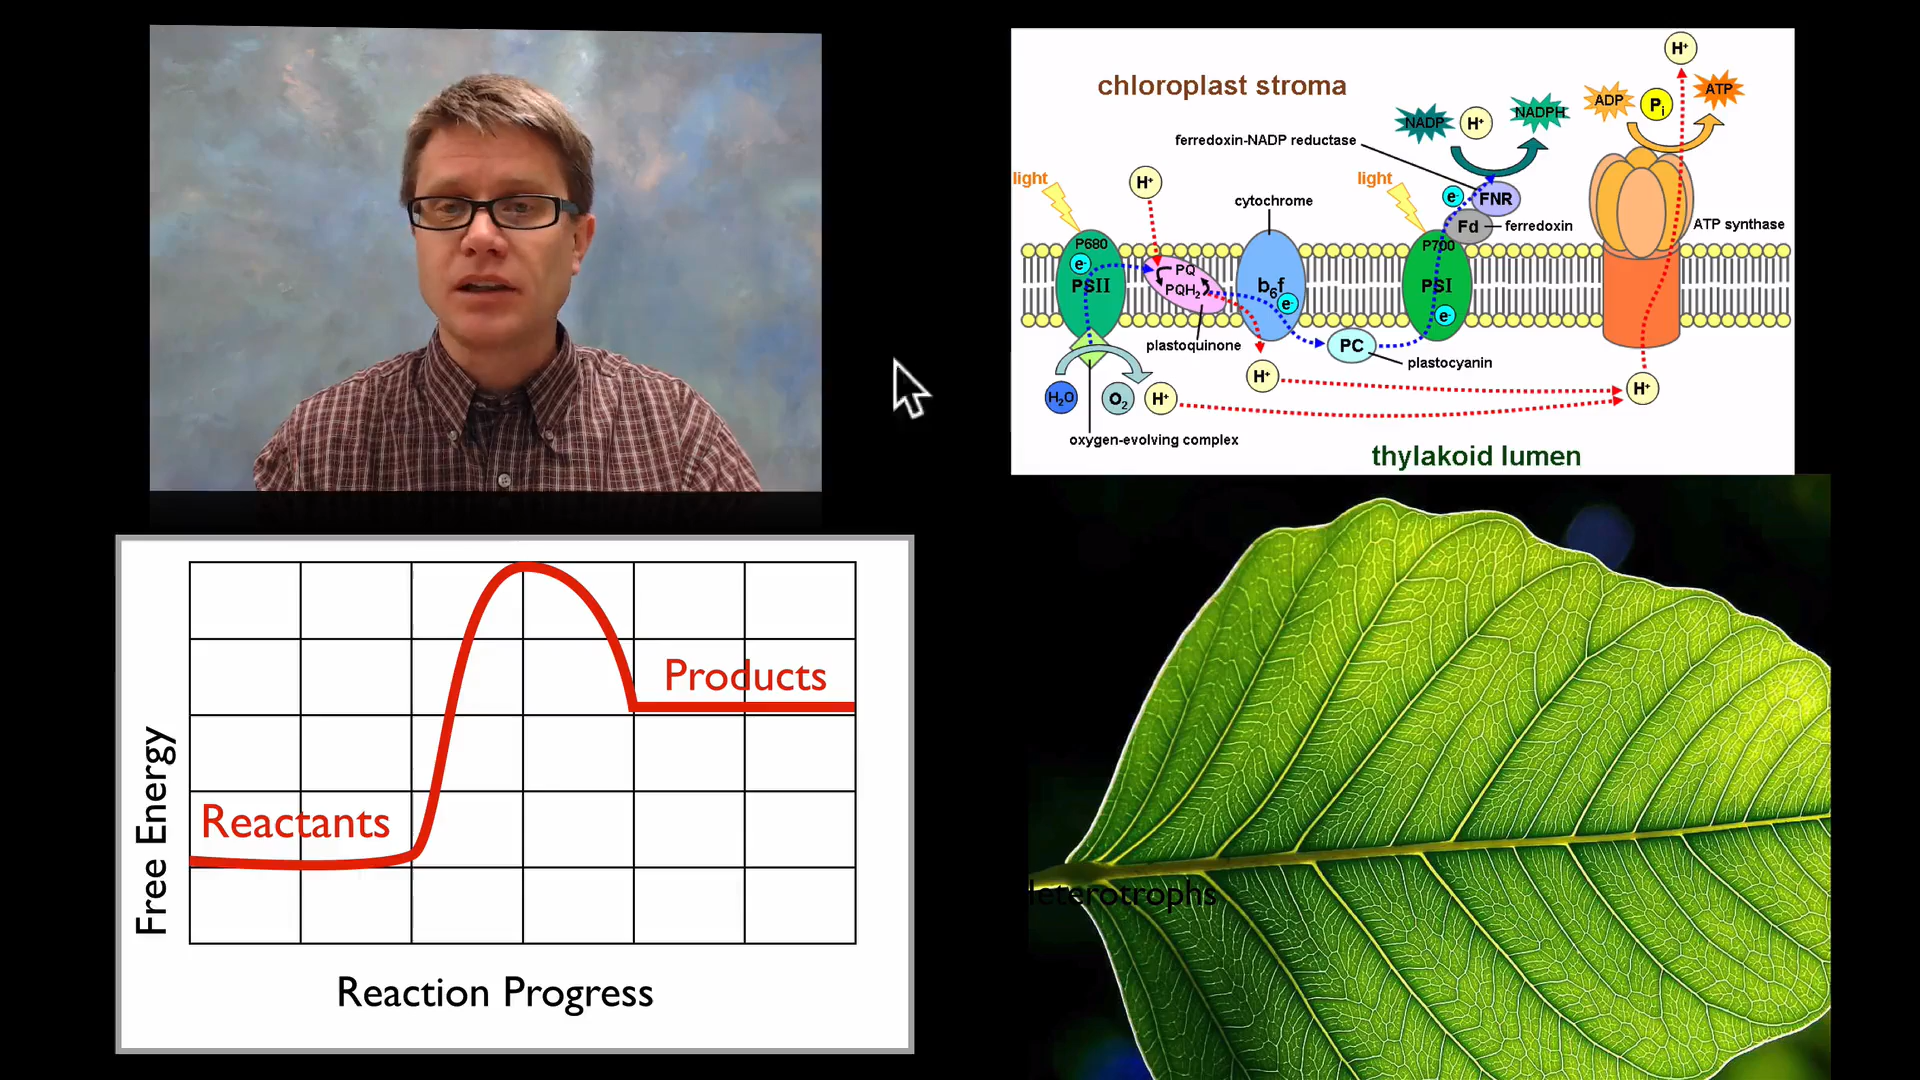 chloroplast stroma
H⁺
ADP
Pᵢ
ATP
NADP
H⁺
NADPH
ferredoxin-NADP reductase
light
H⁺
light
cytochrome
e⁻
FNR
Fd
ferredoxin
ATP synthase
P680
e⁻
PSII
PQ
PQH₂
b₆f
e⁻
P700
PSI
e⁻
plastoquinone
PC
plastocyanin
H₂O
O₂
H⁺
H⁺
H⁺
oxygen-evolving complex
thylakoid lumen
Products
Reactants
Free Energy
Reaction Progress
eterotrophs